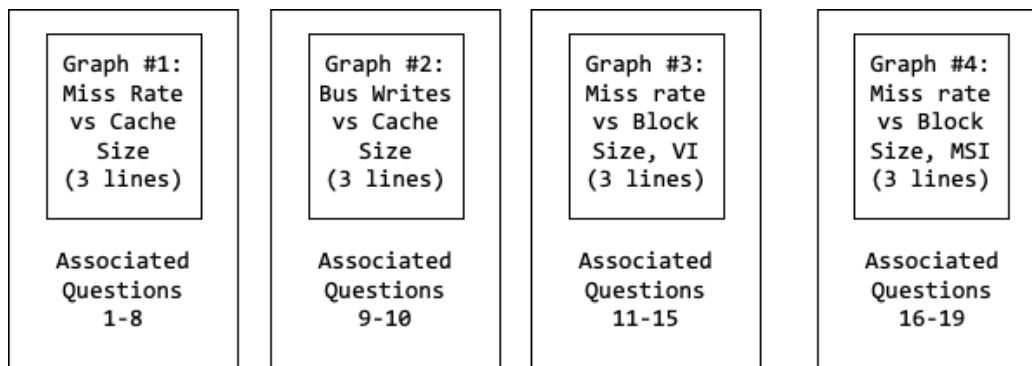 Graph #1:
Miss Rate
vs Cache
Size
(3 lines)
Associated
Questions
1-8
Graph #2:
Bus Writes
vs Cache
Size
(3 lines)
Associated
Questions
9-10
Graph #3:
Miss rate
vs Block
Size, VI
(3 lines)
Associated
Questions
11-15
Graph #4:
Miss rate
vs Block
Size, MSI
(3 lines)
Associated
Questions
16-19